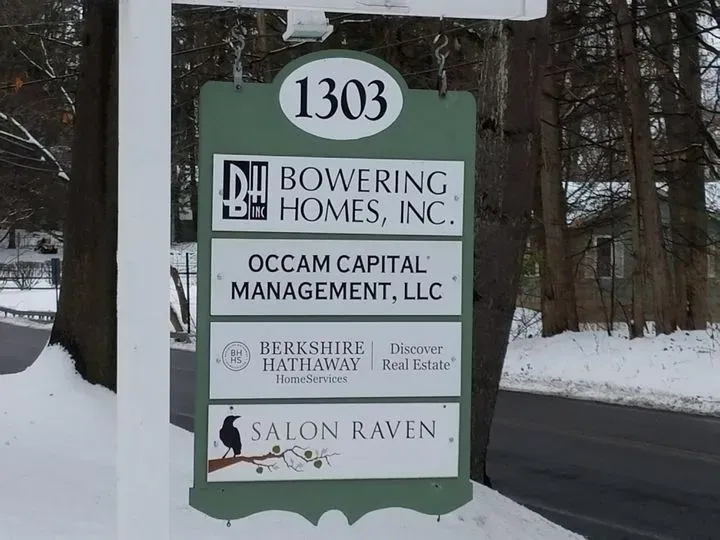 1303
BH INC
BOWERING
HOMES, INC.
OCCAM CAPITAL
MANAGEMENT, LLC
BH
HS
BERKSHIRE
HATHAWAY
HomeServices
Discover
Real Estate
SALON RAVEN